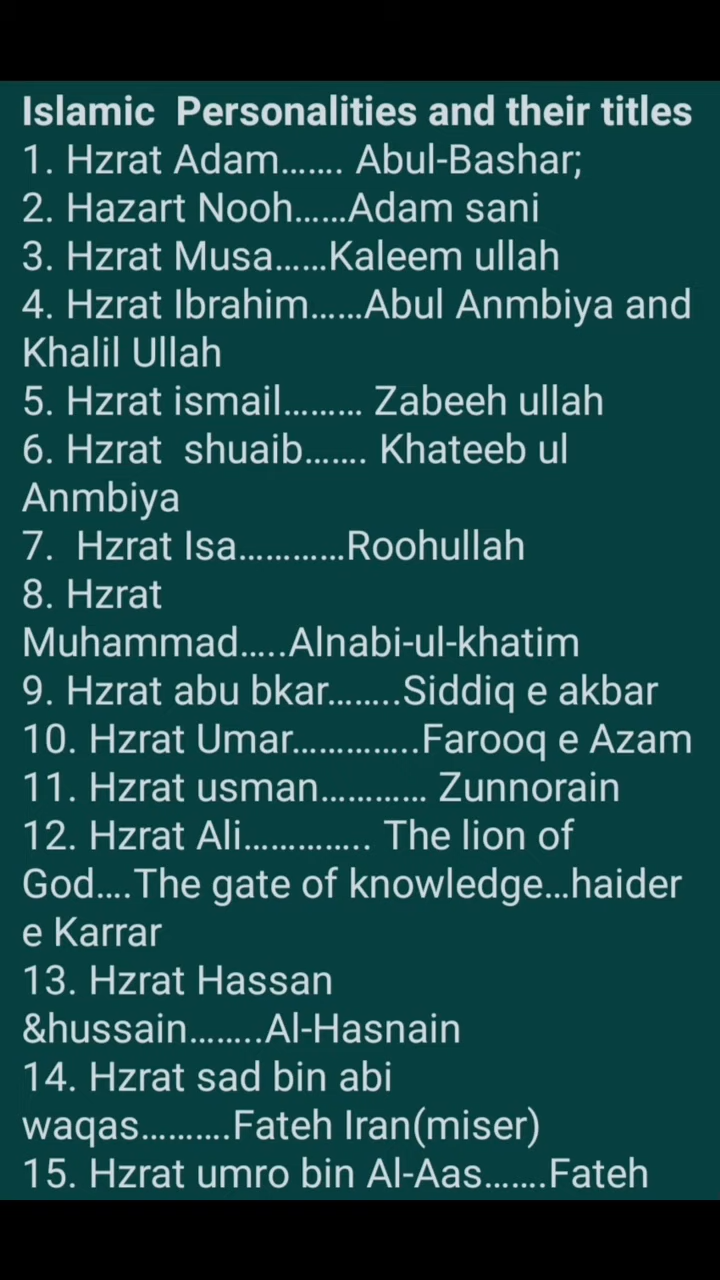 Islamic  Personalities and their titles
1. Hzrat Adam....... Abul-Bashar;
2. Hazart Nooh......Adam sani
3. Hzrat Musa......Kaleem ullah
4. Hzrat Ibrahim......Abul Anmbiya and
Khalil Ullah
5. Hzrat ismail......... Zabeeh ullah
6. Hzrat  shuaib....... Khateeb ul
Anmbiya
7.  Hzrat Isa............Roohullah
8. Hzrat
Muhammad.....Alnabi-ul-khatim
9. Hzrat abu bkar........Siddiq e akbar
10. Hzrat Umar..............Farooq e Azam
11. Hzrat usman............ Zunnorain
12. Hzrat Ali............. The lion of
God....The gate of knowledge...haider
e Karrar
13. Hzrat Hassan
&hussain........Al-Hasnain
14. Hzrat sad bin abi
waqas..........Fateh Iran(miser)
15. Hzrat umro bin Al-Aas.......Fateh